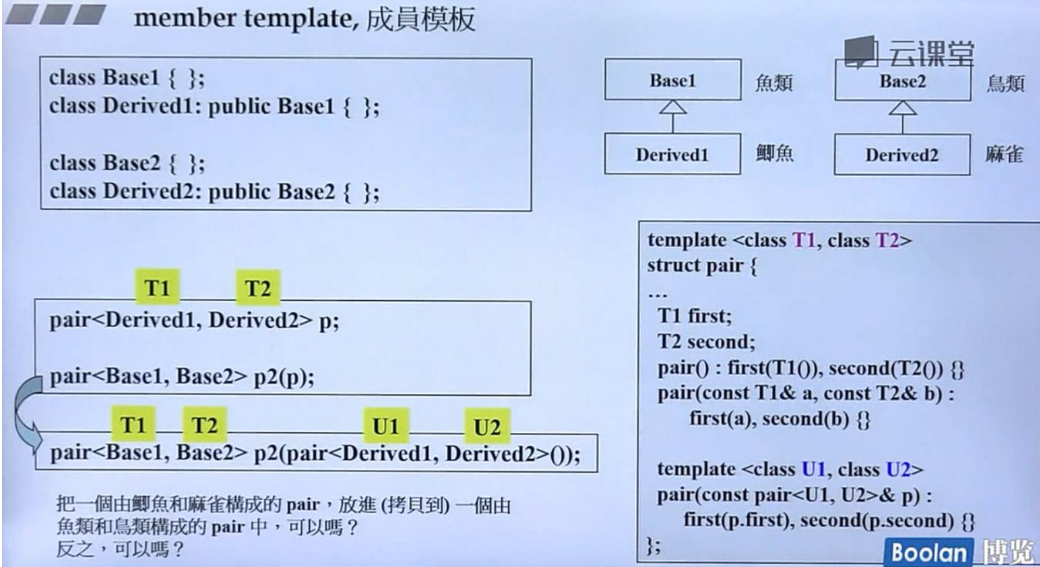 member template, 成員模板
云课堂
class Base1 { };
class Derived1: public Base1 { };
class Base2 { };
class Derived2: public Base2 { };
Base1 魚類
Base2 鳥類
Derived1 鯽魚
Derived2 麻雀
T1 T2
pair<Derived1, Derived2> p;
pair<Base1, Base2> p2(p);
T1 T2 U1 U2
pair<Base1, Base2> p2(pair<Derived1, Derived2>());
把一個由鯽魚和麻雀構成的 pair，放進 (拷貝到) 一個由
魚類和鳥類構成的 pair 中，可以嗎？
反之，可以嗎？
template <class T1, class T2>
struct pair {
...
T1 first;
T2 second;
pair() : first(T1()), second(T2()) {}
pair(const T1& a, const T2& b) :
first(a), second(b) {}
template <class U1, class U2>
pair(const pair<U1, U2>& p) :
first(p.first), second(p.second) {}
};
Boolan 博览